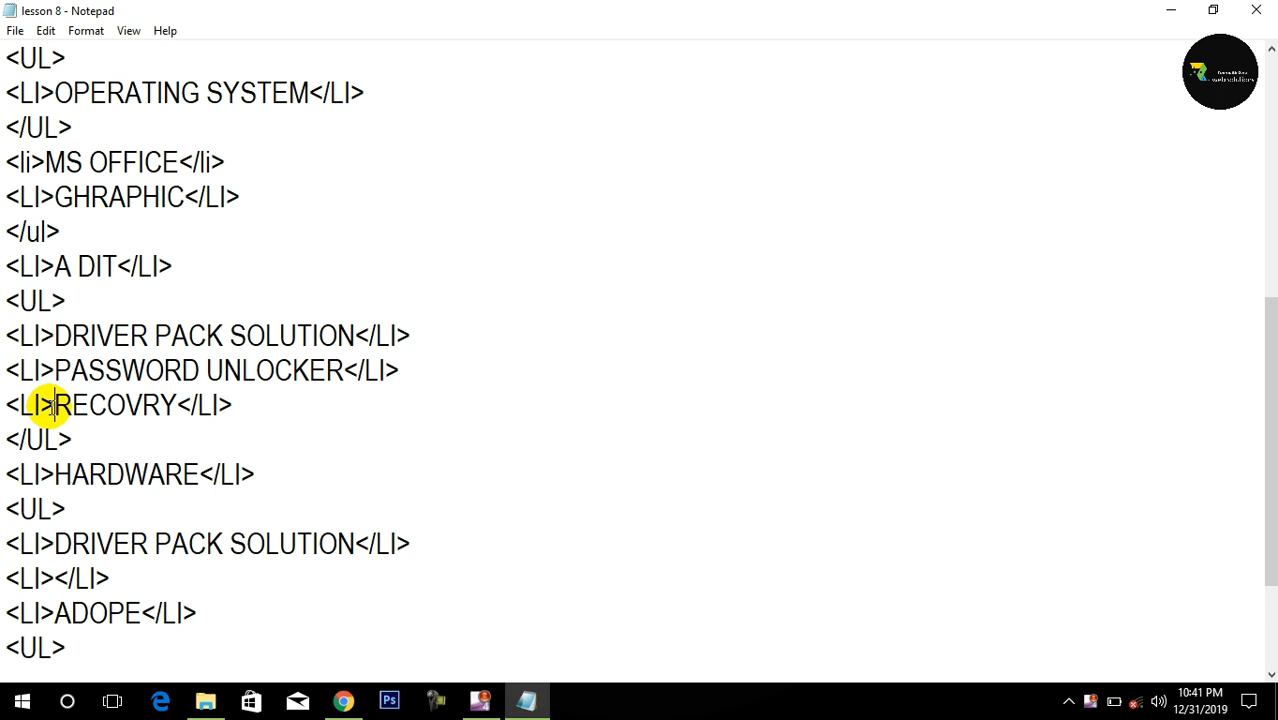 lesson 8 - Notepad
File Edit Format View Help
<UL>
<LI>OPERATING SYSTEM</LI>
</UL>
<li>MS OFFICE</li>
<LI>GHRAPHIC</LI>
</ul>
<LI>A DIT</LI>
<UL>
<LI>DRIVER PACK SOLUTION</LI>
<LI>PASSWORD UNLOCKER</LI>
<LI>RECOVRY</LI>
</UL>
<LI>HARDWARE</LI>
<UL>
<LI>DRIVER PACK SOLUTION</LI>
<LI></LI>
<LI>ADOPE</LI>
<UL>
Ps
10:41 PM
12/31/2019